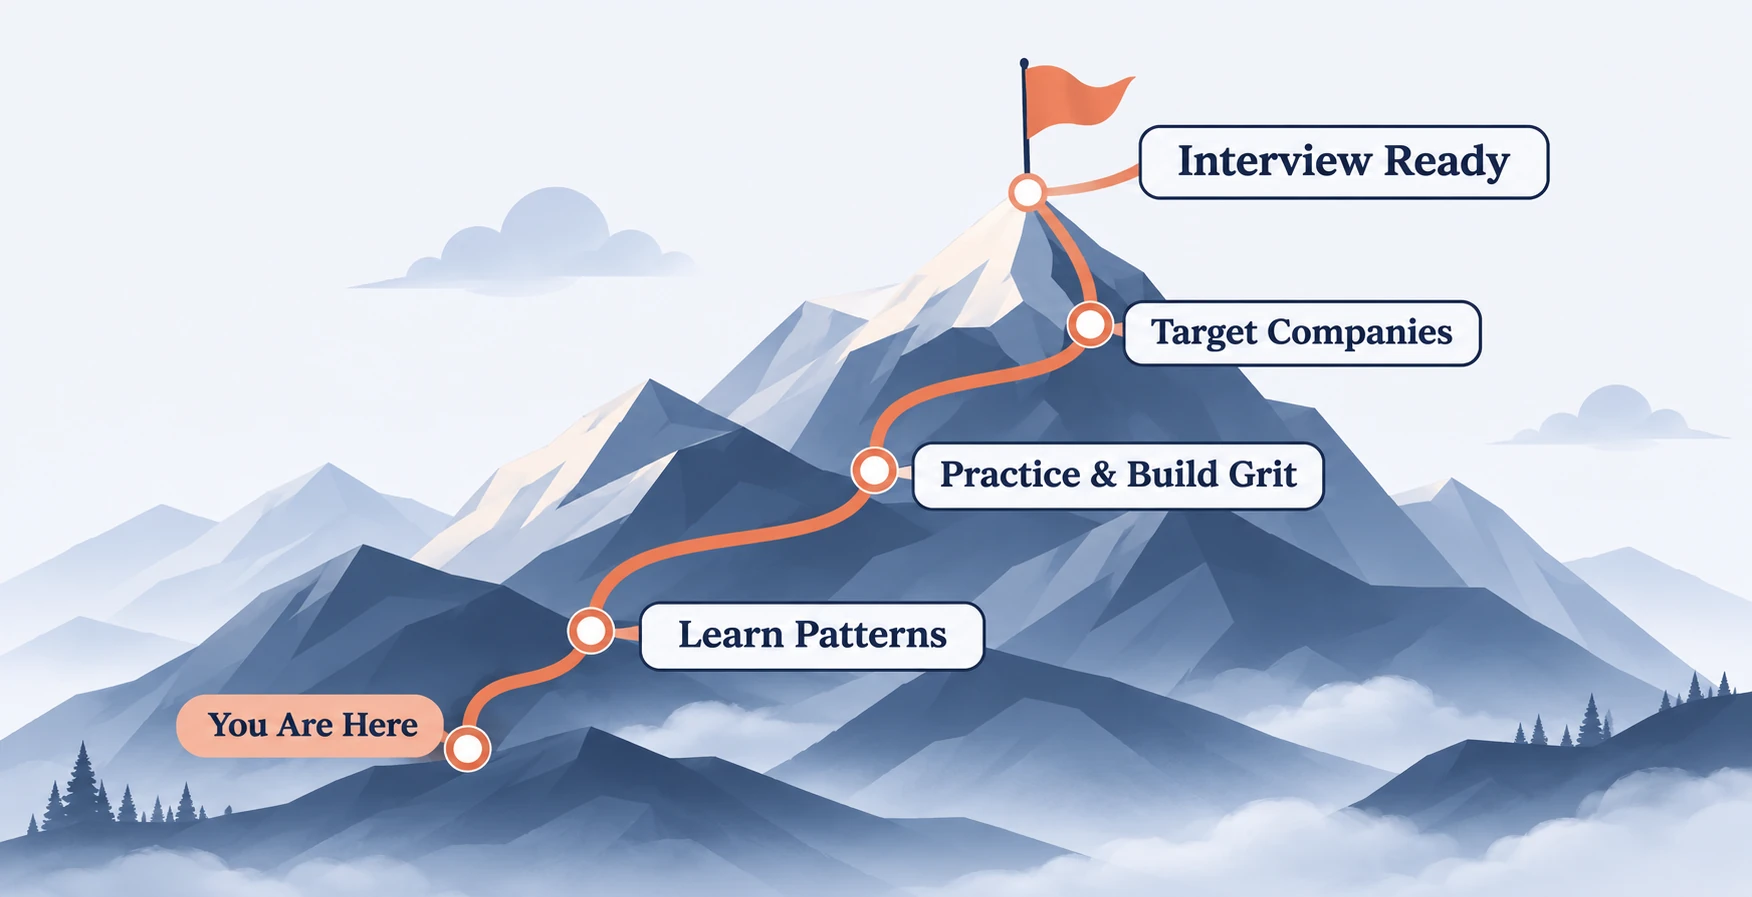 Interview Ready
Target Companies
Practice & Build Grit
Learn Patterns
You Are Here